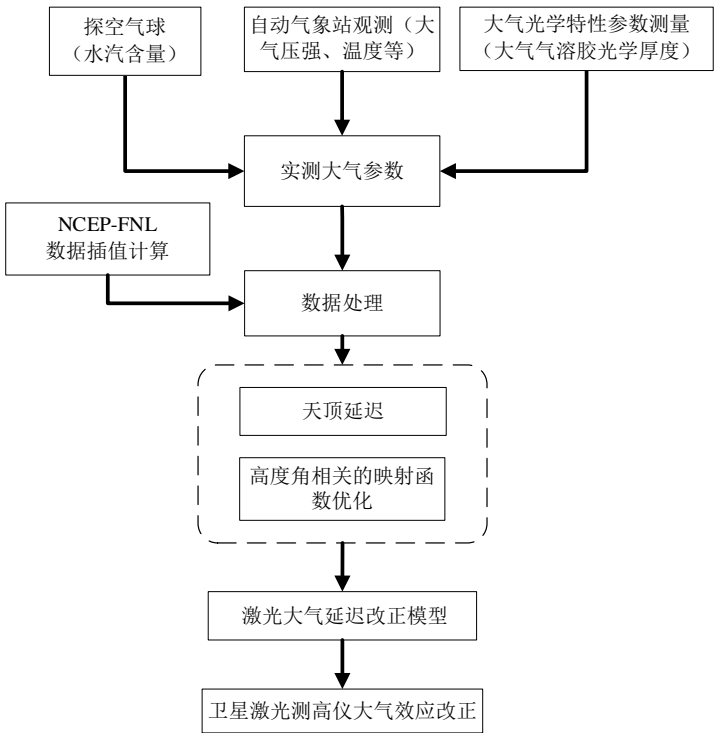 探空气球
（水汽含量）
自动气象站观测（大
气压强、温度等）
大气光学特性参数测量
（大气气溶胶光学厚度）
实测大气参数
NCEP-FNL
数据插值计算
数据处理
天顶延迟
高度角相关的映射函
数优化
激光大气延迟改正模型
卫星激光测高仪大气效应改正